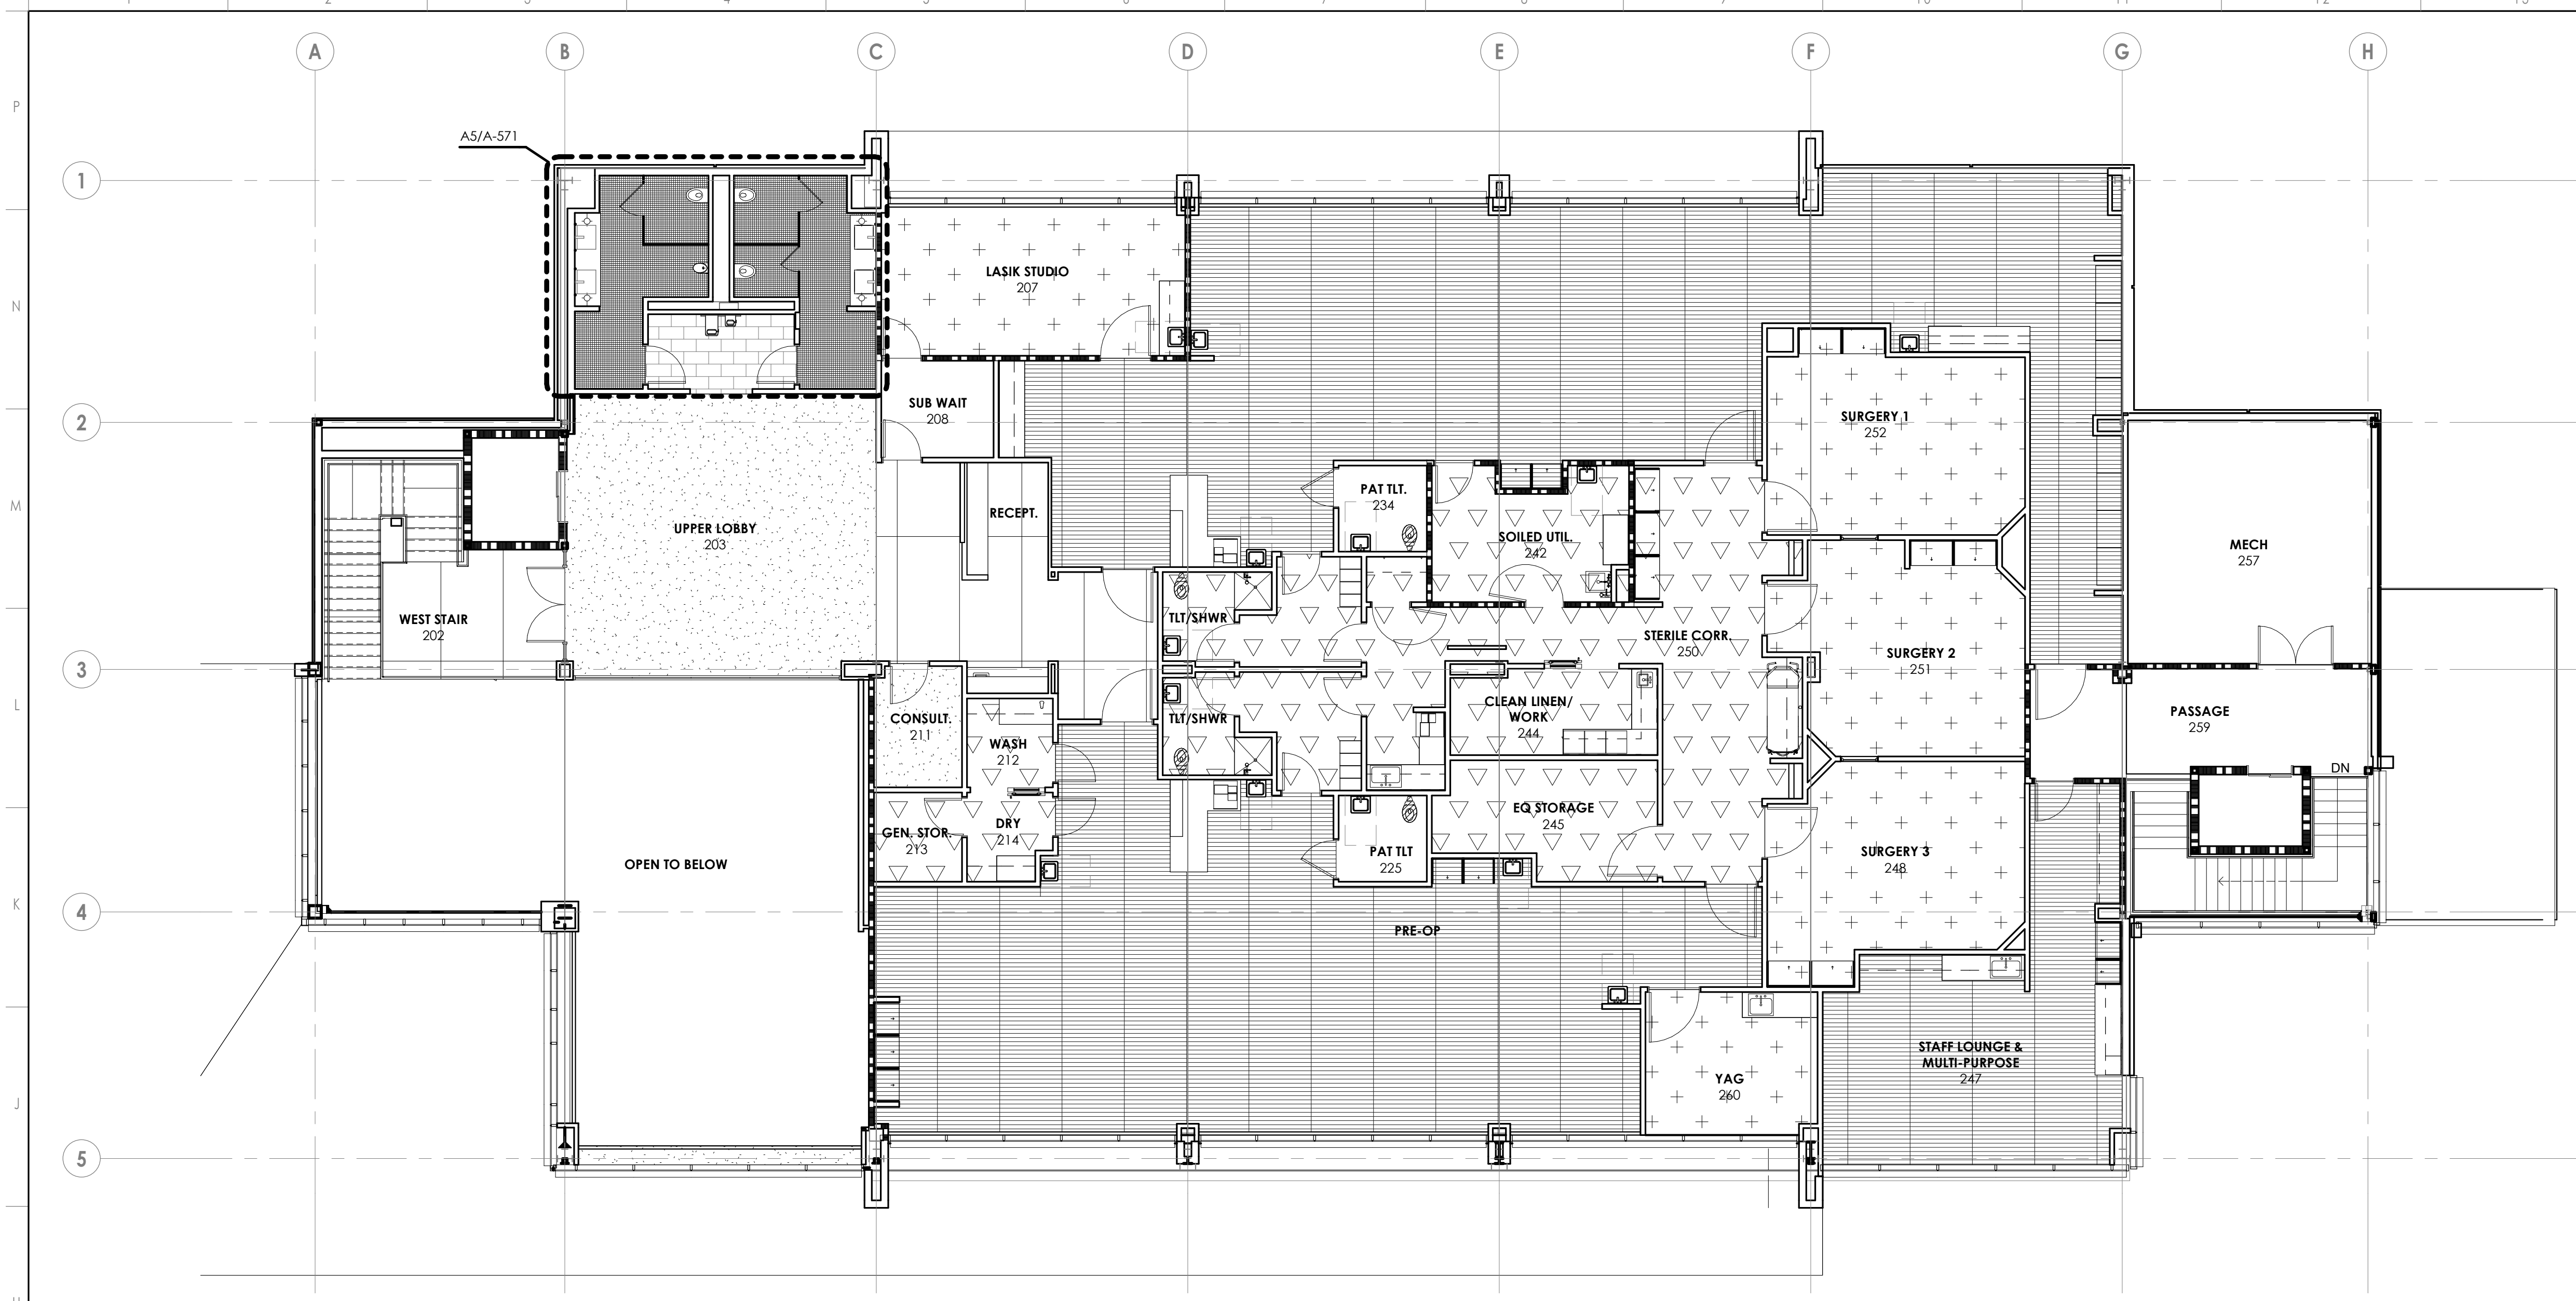 A
B
C
D
E
F
G
H
P
A5/A-571
1
N
LASIK STUDIO
207
SUB WAIT
208
2
SURGERY 1
252
M
PAT TLT.
234
RECEPT.
UPPER LOBBY
203
SOILED UTIL.
242
MECH
257
WEST STAIR
202
TLT/SHWR
STERILE CORR.
250
SURGERY 2
251
3
L
CONSULT.
211
TLT/SHWR
CLEAN LINEN/
WORK
244
PASSAGE
259
WASH
212
DN
EQ STORAGE
245
GEN. STOR.
213
DRY
214
PAT TLT
225
SURGERY 3
248
OPEN TO BELOW
K
4
PRE-OP
STAFF LOUNGE &
MULTI-PURPOSE
247
YAG
260
J
5